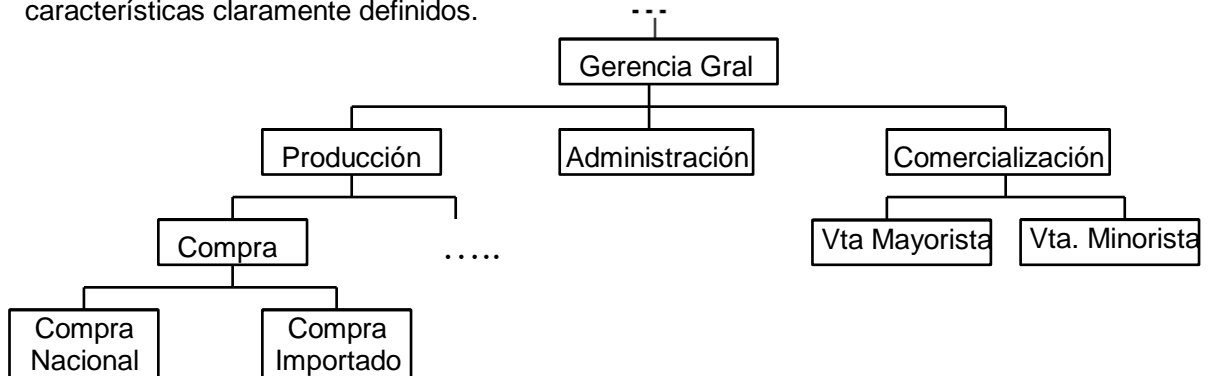 características claramente definidos.
---
Gerencia Gral
Producción
Administración
Comercialización
Compra
.....
Vta Mayorista
Vta. Minorista
Compra
Nacional
Compra
Importado